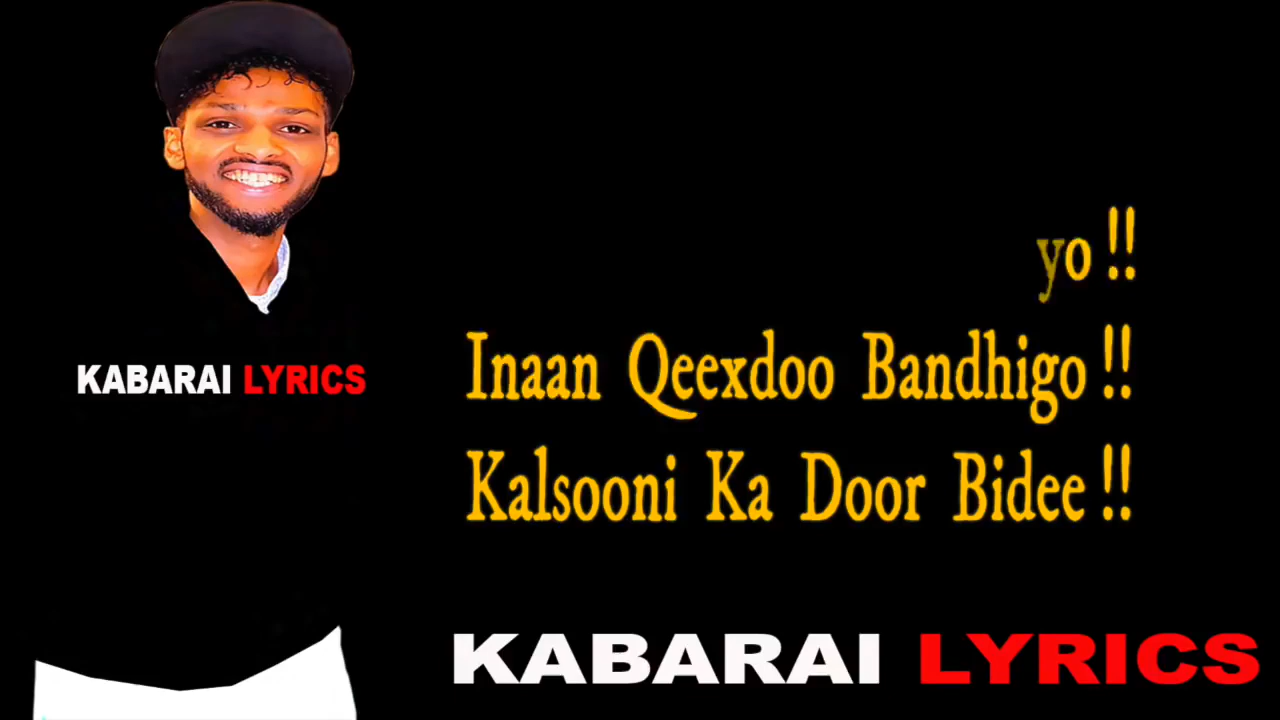 yo !!
Inaan Qeexdoo Bandhigo !!
Kalsooni Ka Door Bidee !!
KABARAI LYRICS
KABARAI LYRICS